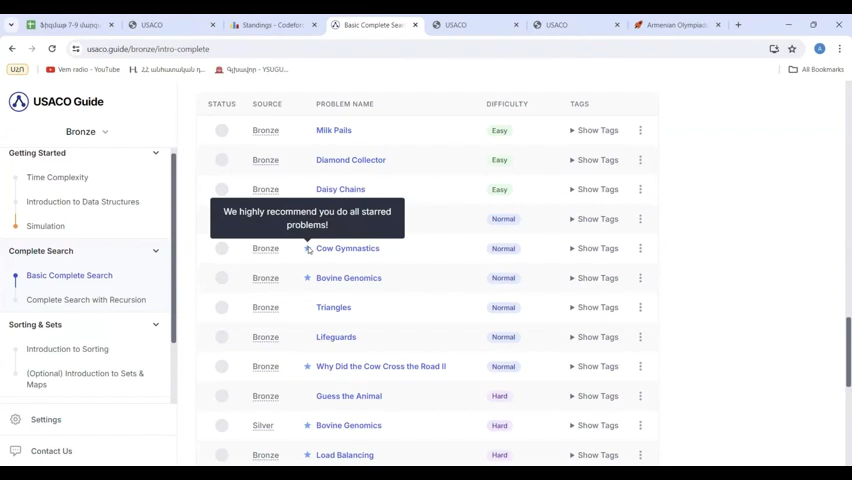 Ֆիզմաթ 7-9 մարզ
USACO
Standings - Codeforc
Basic Complete Sear
USACO
USACO
Armenian Olympiad
usaco.guide/bronze/intro-complete
A
Vem radio - YouTube
ՀՀ անհատական դ...
Գլխավոր - YSUGU...
All Bookmarks
USACO Guide
Bronze
Getting Started
Time Complexity
Introduction to Data Structures
Simulation
Complete Search
Basic Complete Search
Complete Search with Recursion
Sorting & Sets
Introduction to Sorting
(Optional) Introduction to Sets &
Maps
Settings
Contact Us
STATUS SOURCE PROBLEM NAME DIFFICULTY TAGS
Bronze Milk Pails Easy Show Tags
Bronze Diamond Collector Easy Show Tags
Bronze Daisy Chains Easy Show Tags
We highly recommend you do all starred
problems!
Normal Show Tags
Bronze Cow Gymnastics Normal Show Tags
Bronze Bovine Genomics Normal Show Tags
Bronze Triangles Normal Show Tags
Bronze Lifeguards Normal Show Tags
Bronze Why Did the Cow Cross the Road II Normal Show Tags
Bronze Guess the Animal Hard Show Tags
Silver Bovine Genomics Hard Show Tags
Bronze Load Balancing Hard Show Tags